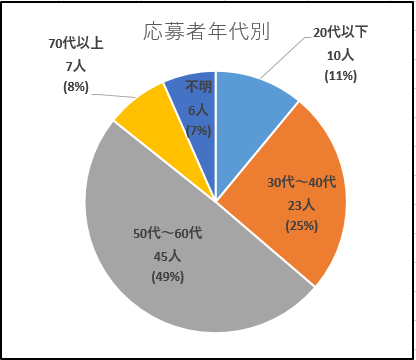 応募者年代別
20代以下
10人
(11%)
30代～40代
23人
(25%)
50代～60代
45人
(49%)
70代以上
7人
(8%)
不明
6人
(7%)